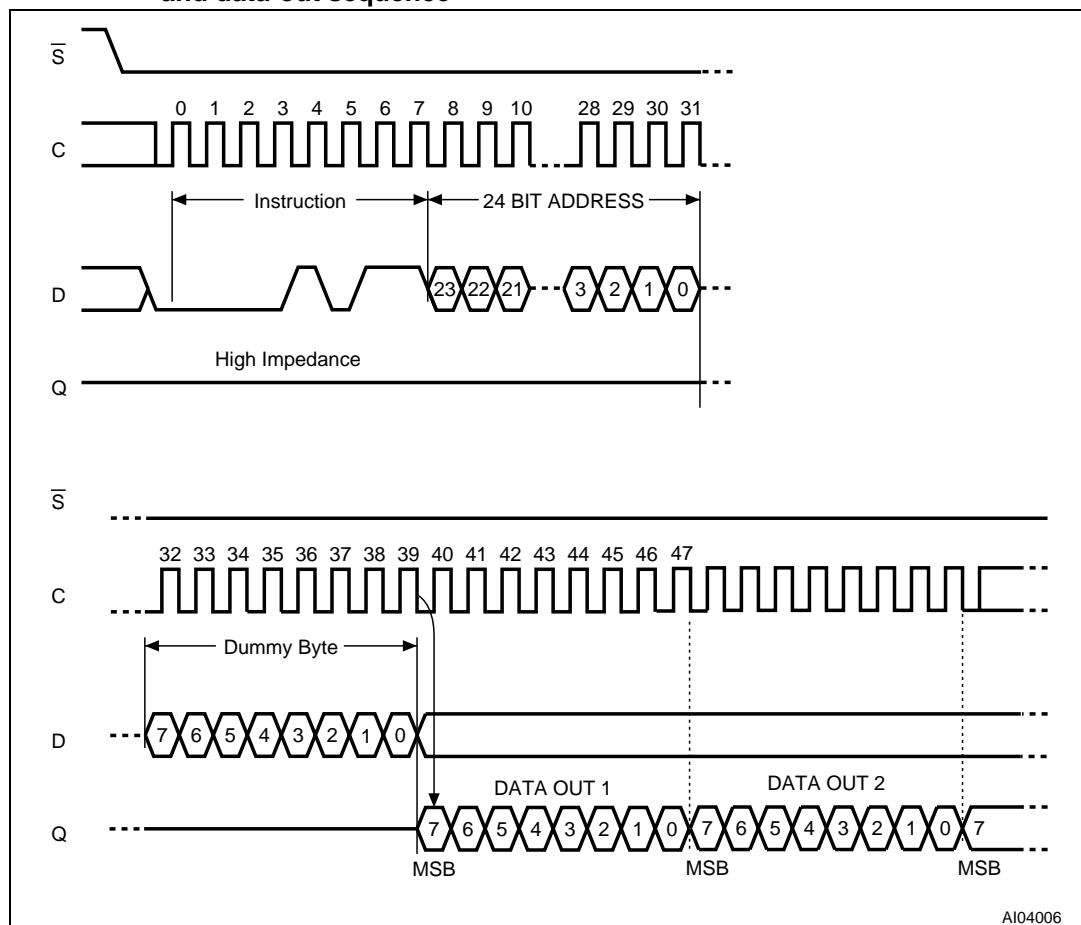 and data-out sequence
S
0 1 2 3 4 5 6 7 8 9 10 28 29 30 31
C
Instruction 24 BIT ADDRESS
D 23 22 21 3 2 1 0
High Impedance
Q
S
32 33 34 35 36 37 38 39 40 41 42 43 44 45 46 47
C
Dummy Byte
D 7 6 5 4 3 2 1 0
DATA OUT 1 DATA OUT 2
Q 7 6 5 4 3 2 1 0 7 6 5 4 3 2 1 0 7
MSB MSB MSB
AI04006